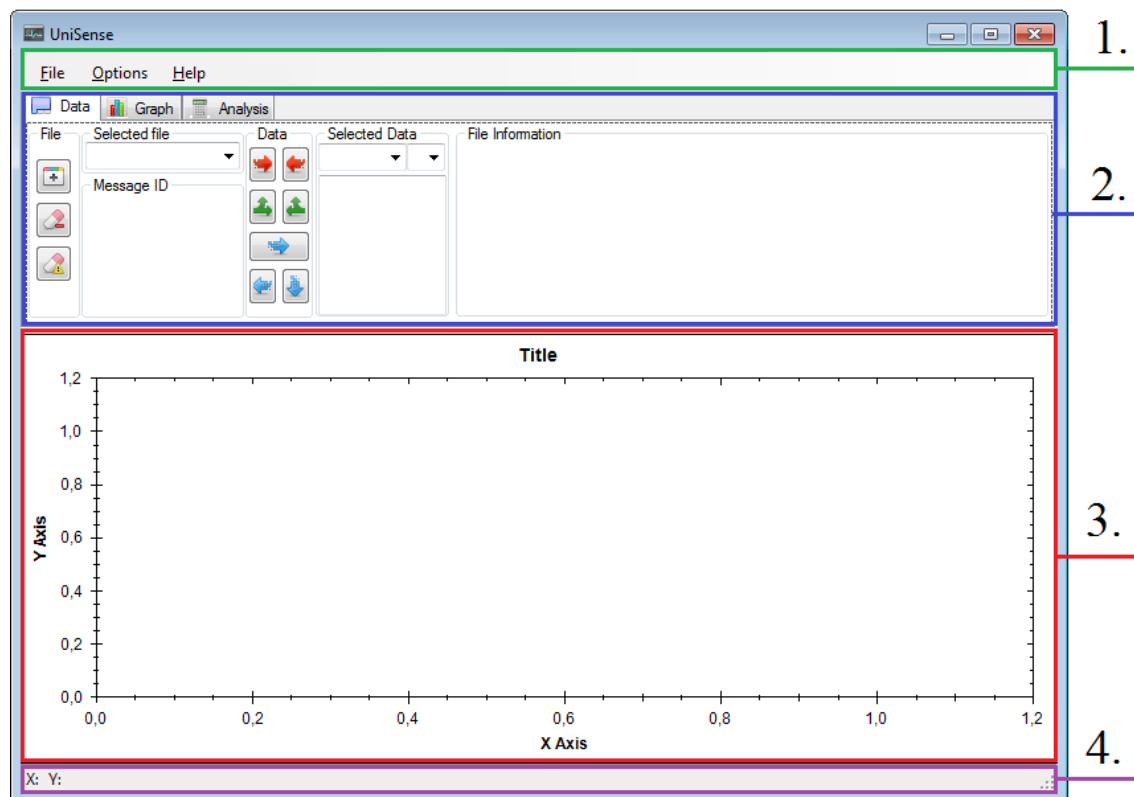 UniSense
1.
File Options Help
Data Graph Analysis
2.
File Selected file Data Selected Data File Information
Message ID
3.
Title
1,2
1,0
0,8
0,6
0,4
0,2
0,0
Y Axis
0,0 0,2 0,4 0,6 0,8 1,0 1,2
X Axis
4.
X: Y: